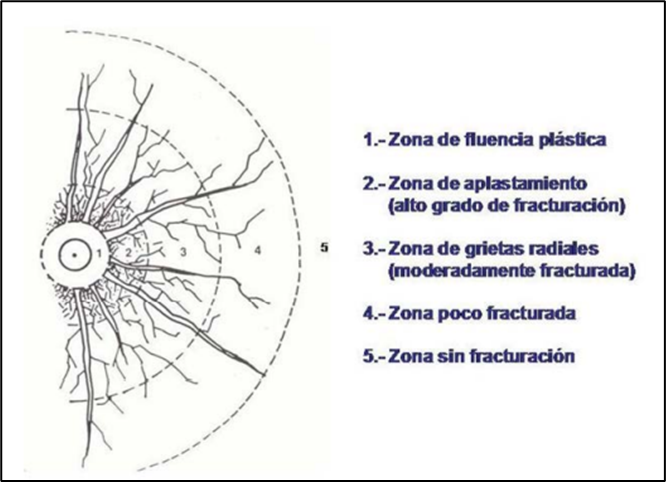 1
2
3
4
5
1.- Zona de fluencia plástica
2.- Zona de aplastamiento
(alto grado de fracturación)
3.- Zona de grietas radiales
(moderadamente fracturada)
4.- Zona poco fracturada
5.- Zona sin fracturación